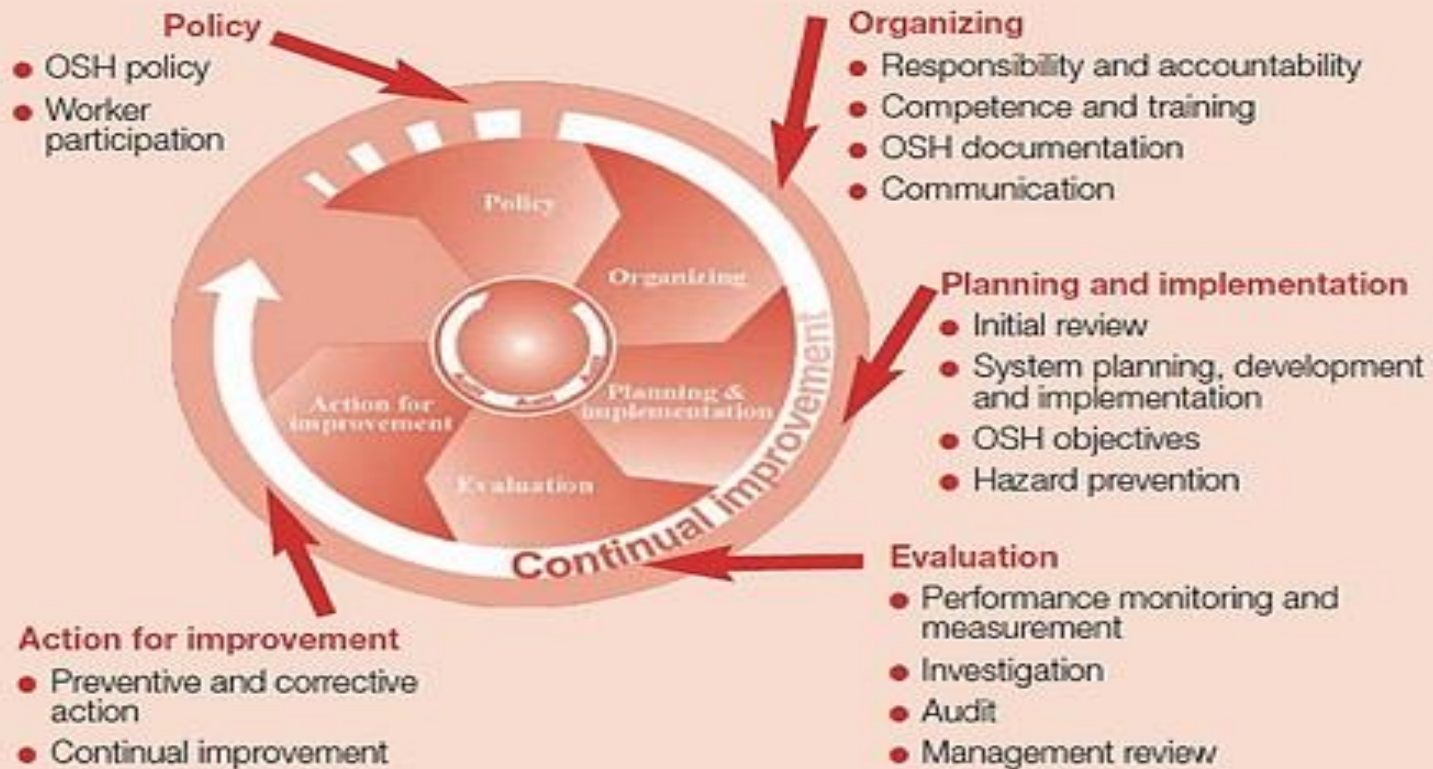 Policy
• OSH policy
• Worker
participation
Organizing
• Responsibility and accountability
• Competence and training
• OSH documentation
• Communication
Planning and implementation
• Initial review
• System planning, development
and implementation
• OSH objectives
• Hazard prevention
Evaluation
• Performance monitoring and
measurement
• Investigation
• Audit
• Management review
Action for improvement
• Preventive and corrective
action
• Continual improvement
Policy
Organizing
Planning &
implementation
Evaluation
Action for
improvement
Continual improvement
Audit
Audit
Audit